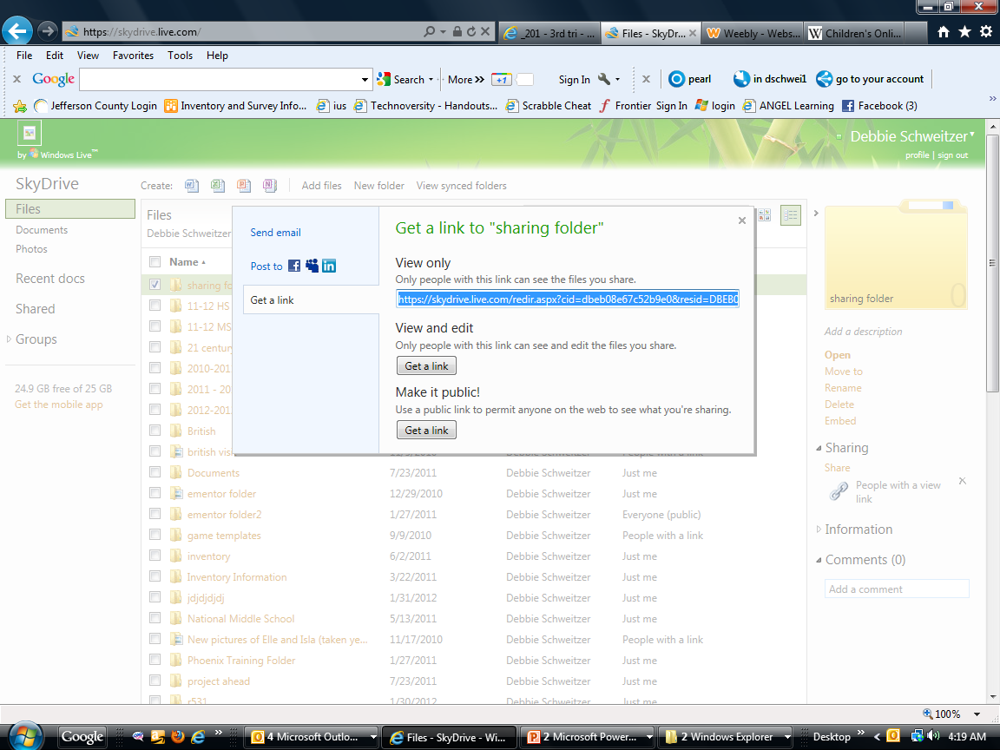 https://skydrive.live.com/
_201 - 3rd tri - ...
Files - SkyDr...
Weebly - Webs...
Children's Onli...
File Edit View Favorites Tools Help
Google
Search
More »
+1
Sign In
pearl
in dschwei1
go to your account
Jefferson County Login
Inventory and Survey Info...
ius
Technoversity - Handouts...
Scrabble Cheat
Frontier
Sign In
login
ANGEL Learning
Facebook (3)
by Windows Live™
Debbie Schweitzer
profile | sign out
SkyDrive
Files
Documents
Photos
Recent docs
Shared
Groups
24.9 GB free of 25 GB
Get the mobile app
Create:
Add files
New folder
View synced folders
Files
Debbie Schweitzer
Name
sharing fo
11-12 HS
11-12 MS
21 century
2010-201
2011 - 20
2012-201
British
british vis
People with a link
Documents 7/23/2011 Debbie Schweitzer Just me
ementor folder 12/29/2010 Debbie Schweitzer Just me
ementor folder2 1/27/2011 Debbie Schweitzer Everyone (public)
game templates 9/9/2010 Debbie Schweitzer People with a link
inventory 6/2/2011 Debbie Schweitzer Just me
Inventory Information 3/22/2011 Debbie Schweitzer Just me
jdjdjdjdj 1/31/2012 Debbie Schweitzer Just me
National Middle School 5/13/2011 Debbie Schweitzer Just me
New pictures of Elle and Isla (taken ye... 11/17/2010 Debbie Schweitzer People with a link
Phoenix Training Folder 1/27/2011 Debbie Schweitzer Just me
project ahead 7/23/2011 Debbie Schweitzer Just me
r531 1/30/2012 Debbie Schweitzer Just me
Send email
Post to
Get a link
Get a link to "sharing folder"
View only
Only people with this link can see the files you share.
https://skydrive.live.com/redir.aspx?cid=dbeb08e67c52b9e0&resid=DBEB0
View and edit
Only people with this link can see and edit the files you share.
Get a link
Make it public!
Use a public link to permit anyone on the web to see what you're sharing.
Get a link
sharing folder
0
Add a description
Open
Move to
Rename
Delete
Embed
Sharing
Share
People with a view
link
Information
Comments (0)
Add a comment
100%
Google
4 Microsoft Outlo...
Files - SkyDrive - Wi...
2 Microsoft Power...
2 Windows Explorer
Desktop
4:19 AM